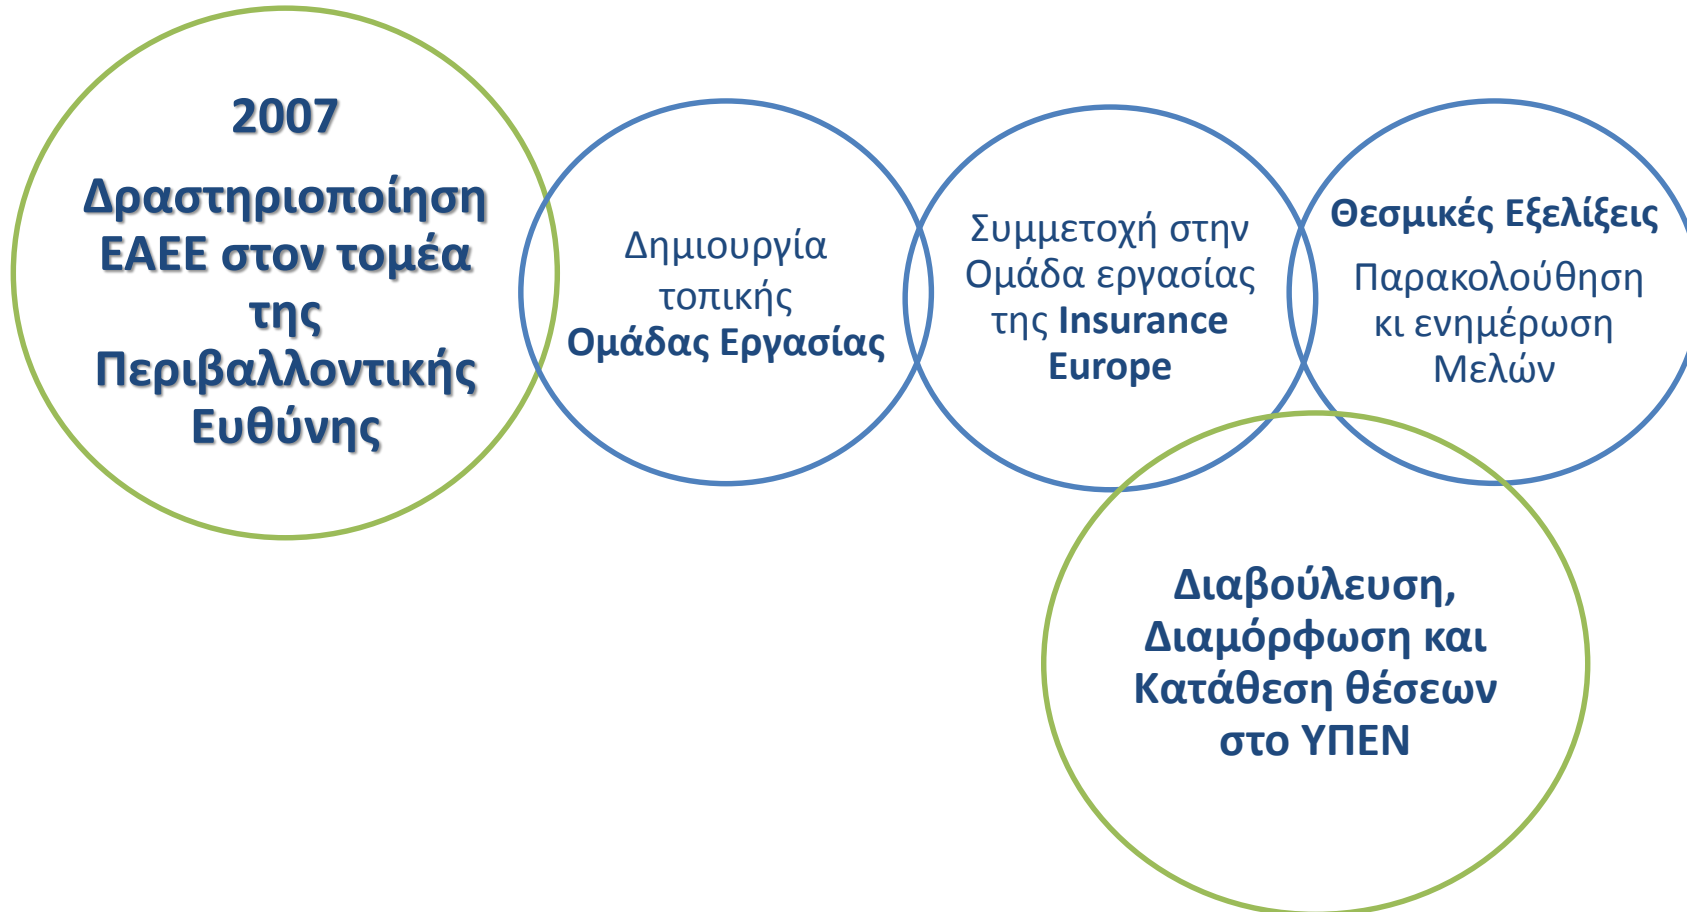 2007
Δραστηριοποίηση
ΕΑΕΕ στον τομέα
της
Περιβαλλοντικής
Ευθύνης
Δημιουργία
τοπικής
Ομάδας Εργασίας
Συμμετοχή στην
Ομάδα εργασίας
της Insurance
Europe
Θεσμικές Εξελίξεις
Παρακολούθηση
κι ενημέρωση
Μελών
Διαβούλευση,
Διαμόρφωση και
Κατάθεση θέσεων
στο ΥΠΕΝ